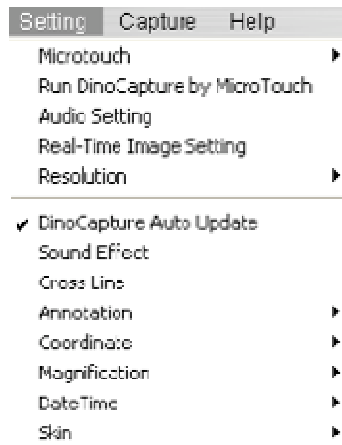 Setting Capture Help
Microtouch
Run DinoCapture by MicroTouch
Audio Setting
Real-Time Image Setting
Resolution
DinoCapture Auto Update
Sound Effect
Cross Line
Annotation
Coordinate
Magnification
DateTime
Skin